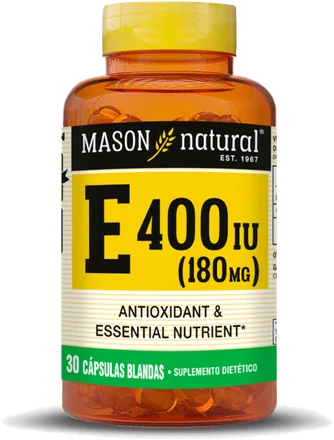 MASON natural®
EST. 1967
E 400 IU
(180 MG)
ANTIOXIDANT &
ESSENTIAL NUTRIENT*
30 CÁPSULAS BLANDAS • SUPLEMENTO DIETÉTICO